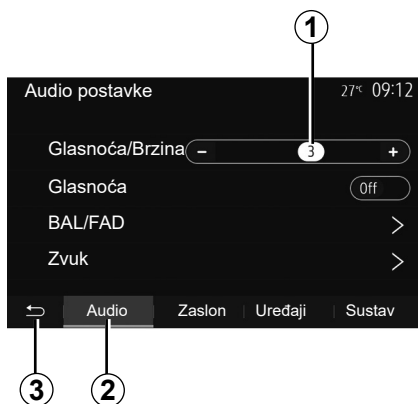 1
Audio postavke 27°C 09:12
Glasnoća/Brzina - 3 +
Glasnoća Off
BAL/FAD >
Zvuk >
Audio Zaslon Uređaji Sustav
3 2